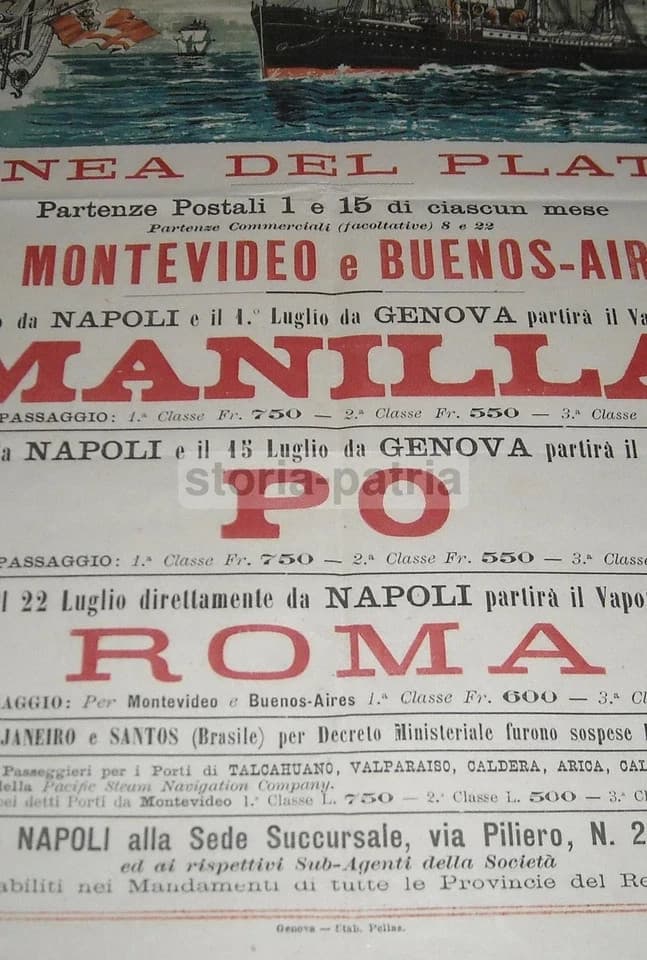 NEA DEL PLAT
Partenze Postali 1 e 15 di ciascun mese
Partenze Commerciali (facoltative) 8 e 22
MONTEVIDEO e BUENOS-AIR
o da NAPOLI e il 1.° Luglio da GENOVA partirà il Va
MANILLA
PASSAGGIO: 1.ª Classe Fr. 750 — 2.ª Classe Fr. 550 — 3.ª Classe
a NAPOLI e il 15 Luglio da GENOVA partirà il
storia-patria
PO
PASSAGGIO: 1.ª Classe Fr. 750 — 2.ª Classe Fr. 550 — 3.ª Classe
l 22 Luglio direttamente da NAPOLI partirà il Vapo
ROMA
AGGIO: Per Montevideo e Buenos-Aires 1.ª Classe Fr. 600 — 3.ª Cl
JANEIRO e SANTOS (Brasile) per Decreto Ministeriale furono sospese
Passeggieri per i Porti di TALCAHUANO, VALPARAISO, CALDERA, ARICA, CAL
della Pacific Steam Navigation Company.
ei detti Porti da Montevideo 1.ª Classe L. 750 — 2.ª Classe L. 500 — 3.ª C
NAPOLI alla Sede Succursale, via Piliero, N. 2
ed ai rispettivi Sub-Agenti della Società
abiliti nei Mandamenti di tutte le Provincie del Re
Genova — Stab. Pellas.